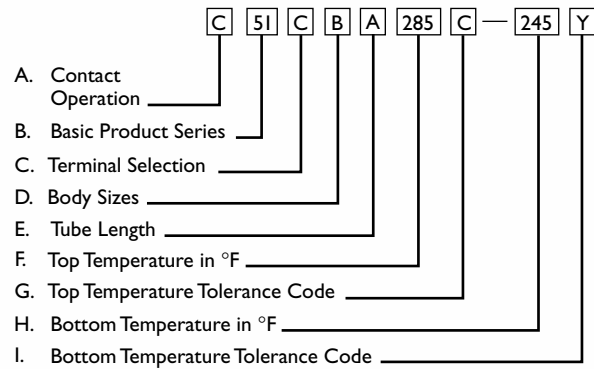 C 51 C B A 285 C — 245 Y
A. Contact
Operation
B. Basic Product Series
C. Terminal Selection
D. Body Sizes
E. Tube Length
F. Top Temperature in °F
G. Top Temperature Tolerance Code
H. Bottom Temperature in °F
I. Bottom Temperature Tolerance Code